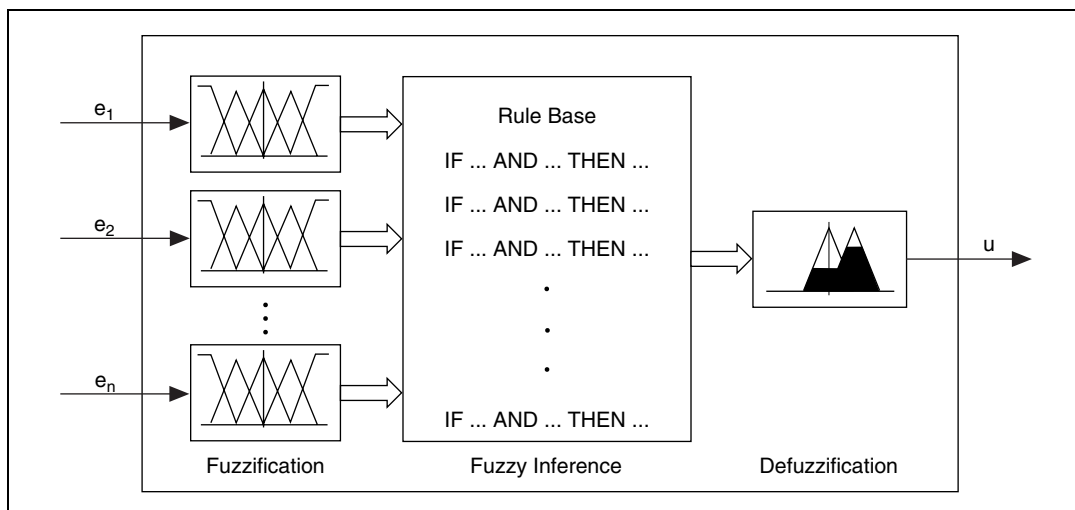 e1
e2
en
Rule Base
IF ... AND ... THEN ...
IF ... AND ... THEN ...
IF ... AND ... THEN ...
IF ... AND ... THEN ...
u
Fuzzification
Fuzzy Inference
Defuzzification